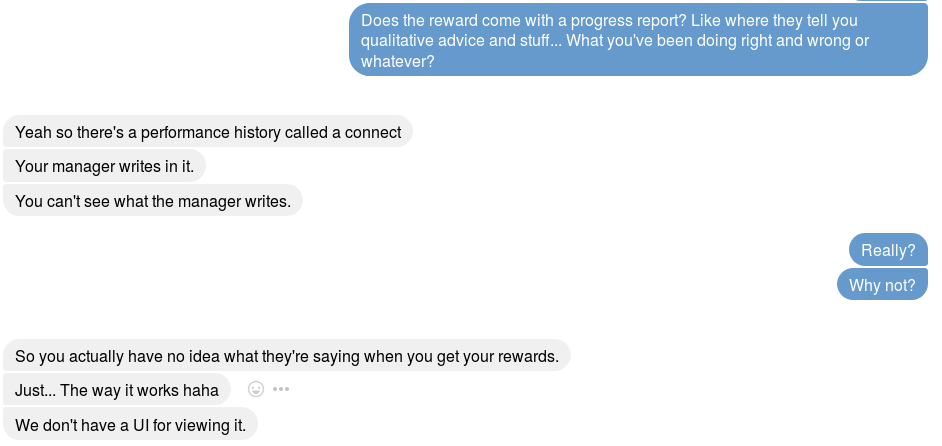 Does the reward come with a progress report? Like where they tell you
qualitative advice and stuff... What you've been doing right and wrong or
whatever?
Yeah so there's a performance history called a connect
Your manager writes in it.
You can't see what the manager writes.
Really?
Why not?
So you actually have no idea what they're saying when you get your rewards.
Just... The way it works haha
We don't have a UI for viewing it.